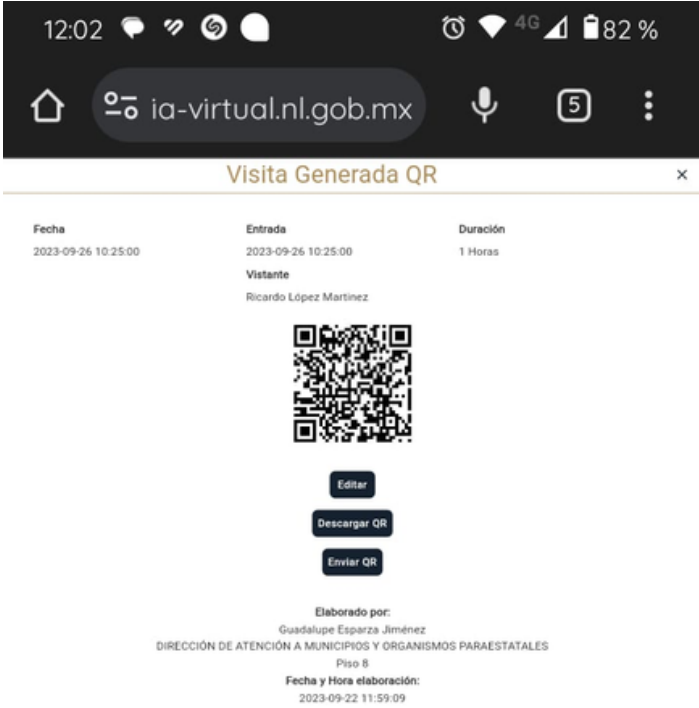 12:02 4G 82 %
ia-virtual.nl.gob.mx 5
Visita Generada QR ×
Fecha Entrada Duración
2023-09-26 10:25:00 2023-09-26 10:25:00 1 Horas
Vistante
Ricardo López Martinez
Editar
Descargar QR
Enviar QR
Elaborado por:
Guadalupe Esparza Jiménez
DIRECCIÓN DE ATENCIÓN A MUNICIPIOS Y ORGANISMOS PARAESTATALES
Piso 8
Fecha y Hora elaboración:
2023-09-22 11:59:09